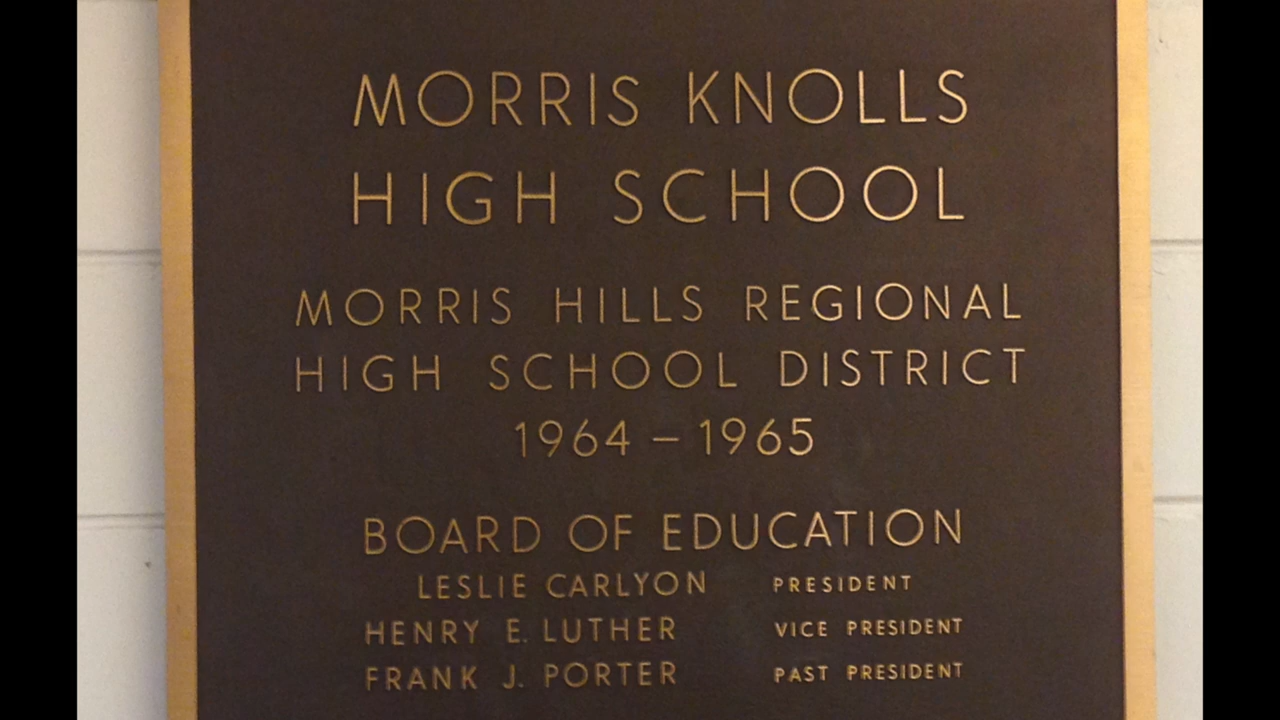 MORRIS KNOLLS
HIGH SCHOOL
MORRIS HILLS REGIONAL
HIGH SCHOOL DISTRICT
1964 – 1965
BOARD OF EDUCATION
LESLIE CARLYON PRESIDENT
HENRY E. LUTHER VICE PRESIDENT
FRANK J. PORTER PAST PRESIDENT